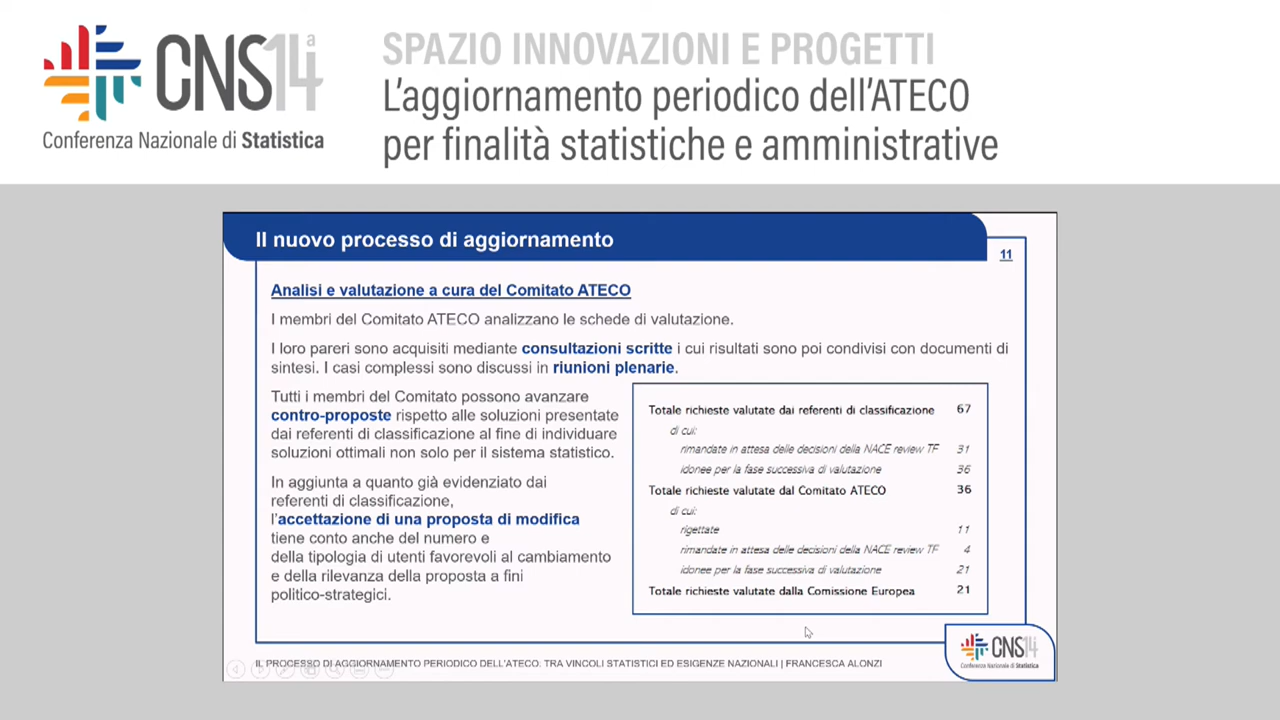 CNS14a
Conferenza Nazionale di Statistica
SPAZIO INNOVAZIONI E PROGETTI
L'aggiornamento periodico dell'ATECO
per finalità statistiche e amministrative
Il nuovo processo di aggiornamento
11
Analisi e valutazione a cura del Comitato ATECO
I membri del Comitato ATECO analizzano le schede di valutazione.
I loro pareri sono acquisiti mediante consultazioni scritte i cui risultati sono poi condivisi con documenti di
sintesi. I casi complessi sono discussi in riunioni plenarie.
Tutti i membri del Comitato possono avanzare
contro-proposte rispetto alle soluzioni presentate
dai referenti di classificazione al fine di individuare
soluzioni ottimali non solo per il sistema statistico.
In aggiunta a quanto già evidenziato dai
referenti di classificazione,
l'accettazione di una proposta di modifica
tiene conto anche del numero e
della tipologia di utenti favorevoli al cambiamento
e della rilevanza della proposta a fini
politico-strategici.
Totale richieste valutate dai referenti di classificazione 67
di cui:
rimandate in attesa delle decisioni della NACE review TF 31
idonee per la fase successiva di valutazione 36
Totale richieste valutate dal Comitato ATECO 36
di cui:
rigettate 11
rimandate in attesa delle decisioni della NACE review TF 4
idonee per la fase successiva di valutazione 21
Totale richieste valutate dalla Comissione Europea 21
IL PROCESSO DI AGGIORNAMENTO PERIODICO DELL'ATECO: TRA VINCOLI STATISTICI ED ESIGENZE NAZIONALI | FRANCESCA ALONZI
CNS14a
Conferenza Nazionale di Statistica